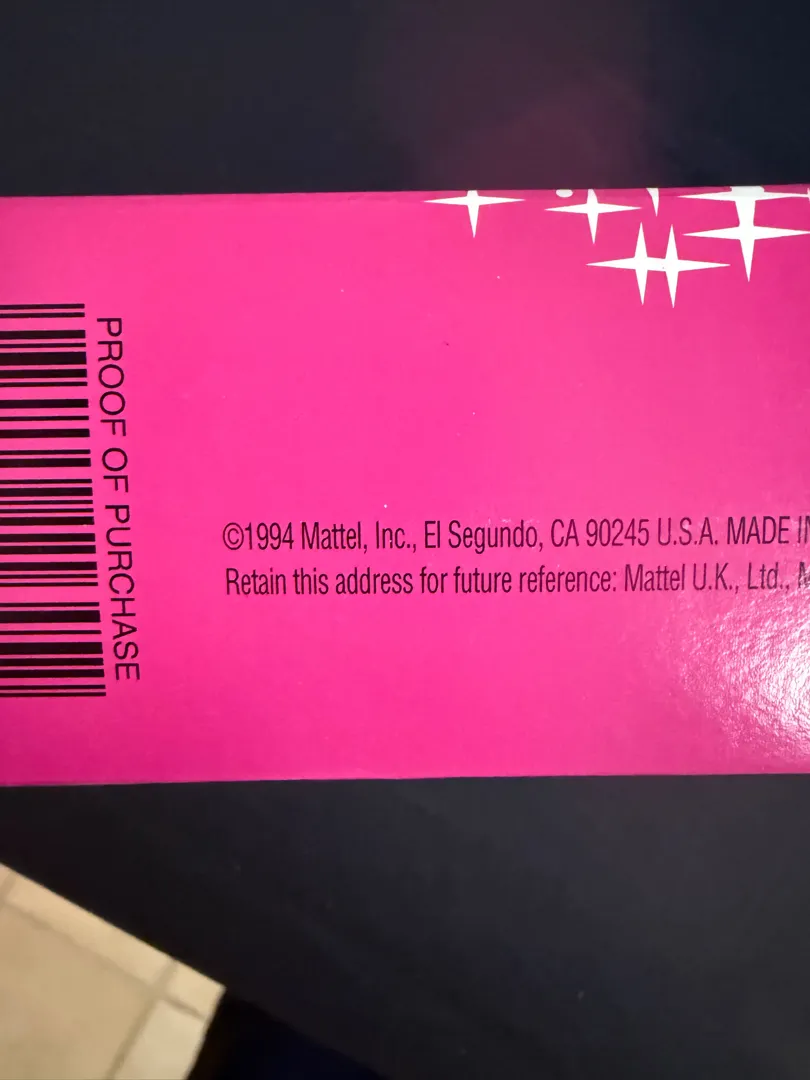 PROOF OF PURCHASE
©1994 Mattel, Inc., El Segundo, CA 90245 U.S.A. MADE IN
Retain this address for future reference: Mattel U.K., Ltd.,